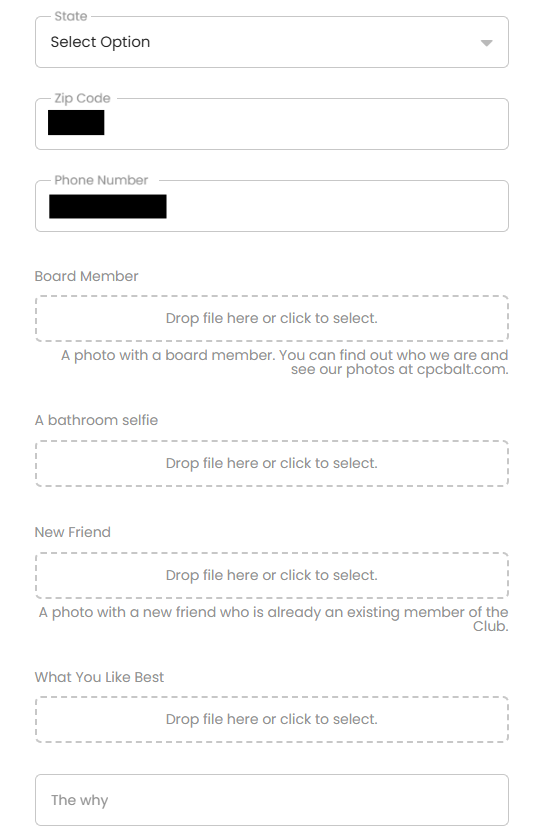 State
Select Option
Zip Code
Phone Number
Board Member
Drop file here or click to select.
A photo with a board member. You can find out who we are and
see our photos at cpcbalt.com.
A bathroom selfie
Drop file here or click to select.
New Friend
Drop file here or click to select.
A photo with a new friend who is already an existing member of the
Club.
What You Like Best
Drop file here or click to select.
The why